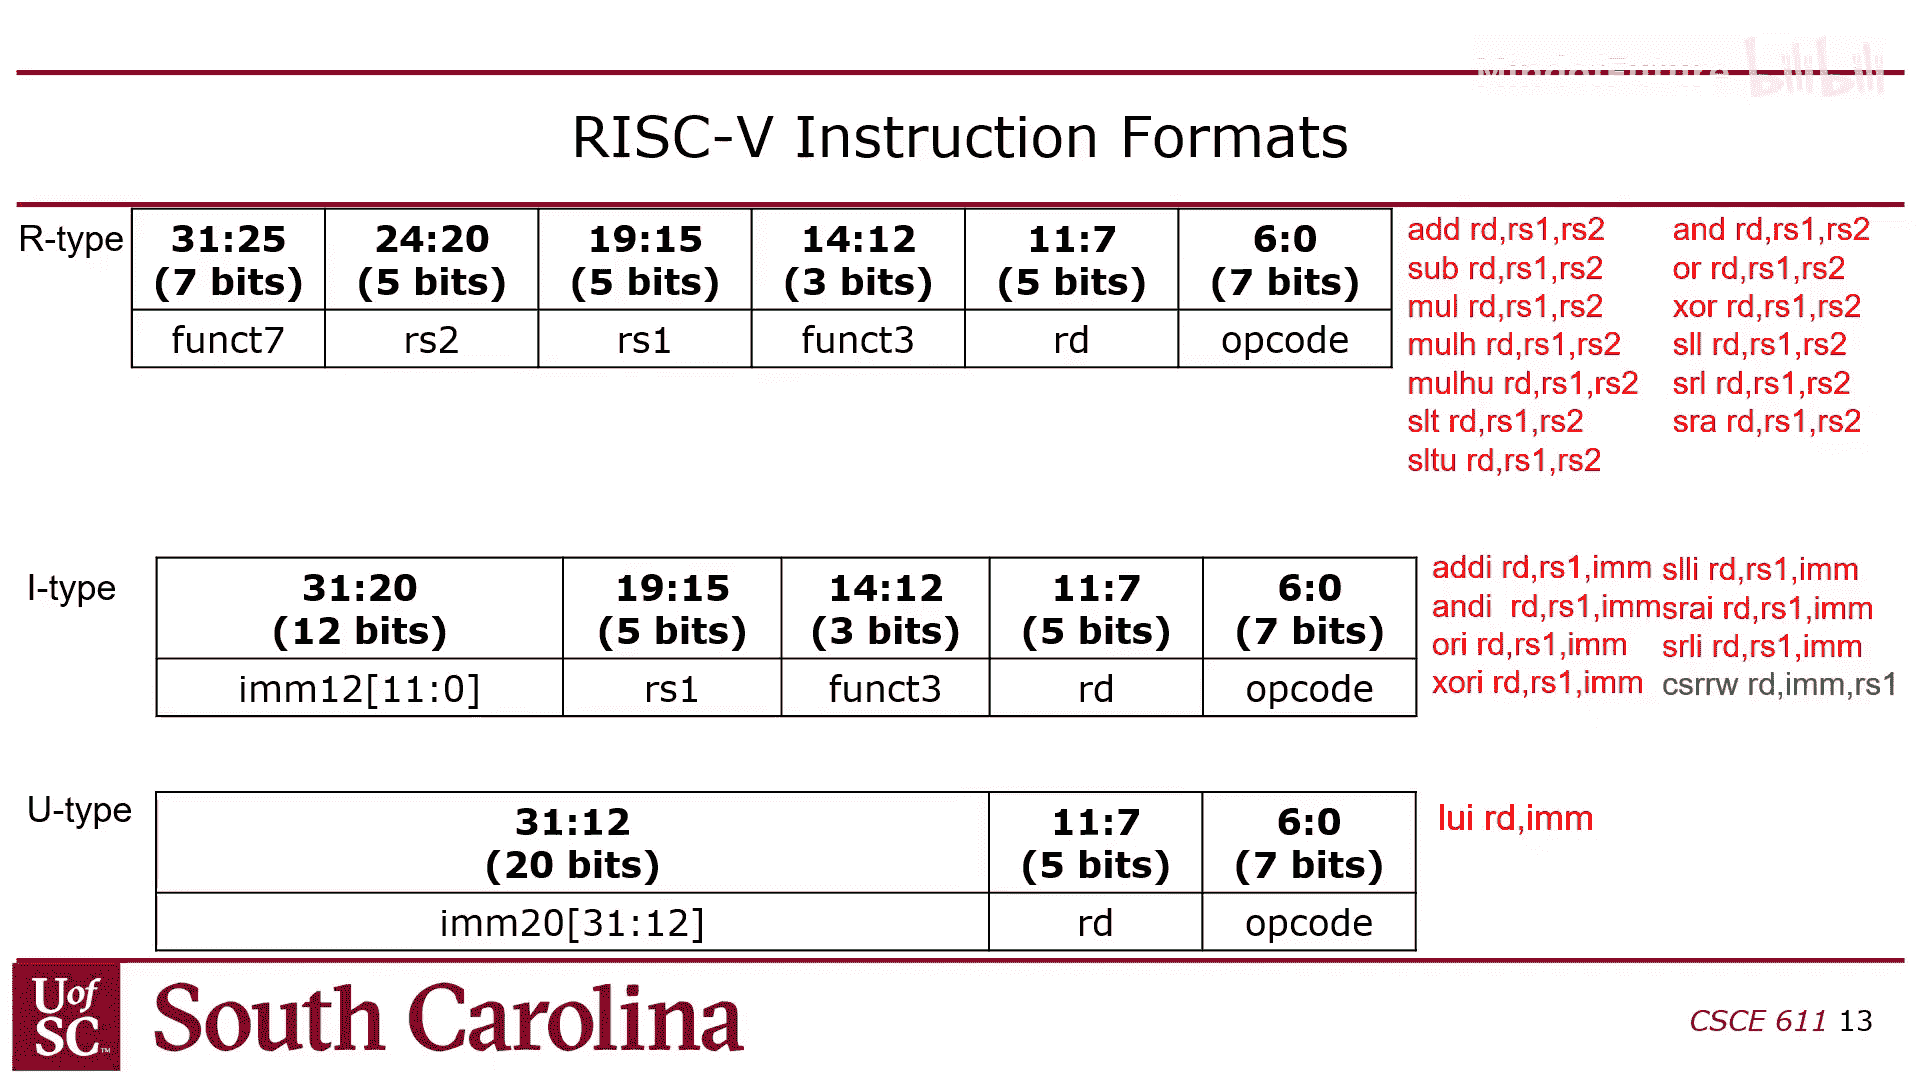 RISC-V Instruction Formats
R-type
31:25 (7 bits) 24:20 (5 bits) 19:15 (5 bits) 14:12 (3 bits) 11:7 (5 bits) 6:0 (7 bits)
funct7 rs2 rs1 funct3 rd opcode
add rd,rs1,rs2
sub rd,rs1,rs2
mul rd,rs1,rs2
mulh rd,rs1,rs2
mulhu rd,rs1,rs2
slt rd,rs1,rs2
sltu rd,rs1,rs2
and rd,rs1,rs2
or rd,rs1,rs2
xor rd,rs1,rs2
sll rd,rs1,rs2
srl rd,rs1,rs2
sra rd,rs1,rs2
I-type
31:20 (12 bits) 19:15 (5 bits) 14:12 (3 bits) 11:7 (5 bits) 6:0 (7 bits)
imm12[11:0] rs1 funct3 rd opcode
addi rd,rs1,imm
andi rd,rs1,imm
ori rd,rs1,imm
xori rd,rs1,imm
slli rd,rs1,imm
srai rd,rs1,imm
srli rd,rs1,imm
csrrw rd,imm,rs1
U-type
31:12 (20 bits) 11:7 (5 bits) 6:0 (7 bits)
imm20[31:12] rd opcode
lui rd,imm
UofSC™
South Carolina
CSCE 611 13